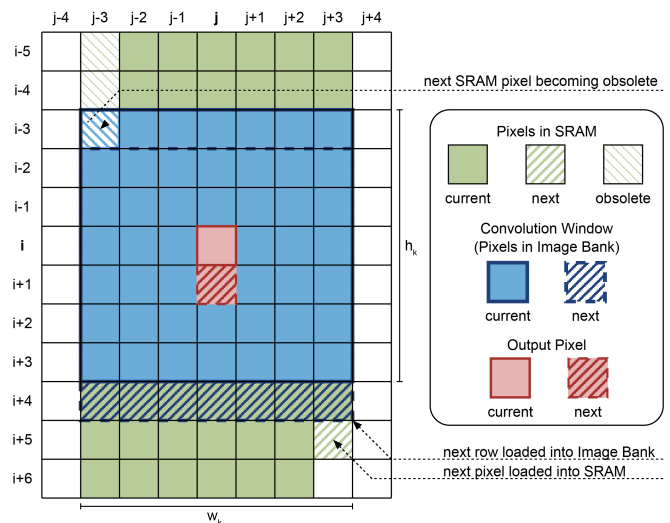 j-4 j-3 j-2 j-1 j j+1 j+2 j+3 j+4
i-5
i-4
i-3
i-2
i-1
i
i+1
i+2
i+3
i+4
i+5
i+6
w_k
h_k
next SRAM pixel becoming obsolete
Pixels in SRAM
current next obsolete
Convolution Window
(Pixels in Image Bank)
current next
Output Pixel
current next
next row loaded into Image Bank
next pixel loaded into SRAM